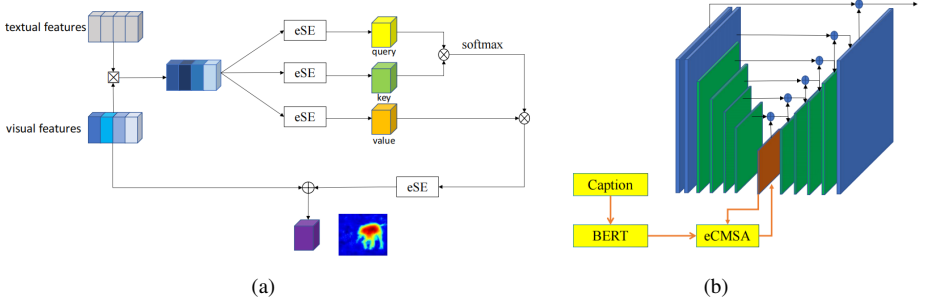 textual features
visual features
eSE
query
softmax
eSE
key
eSE
value
eSE
(a)
Caption
BERT
eCMSA
(b)